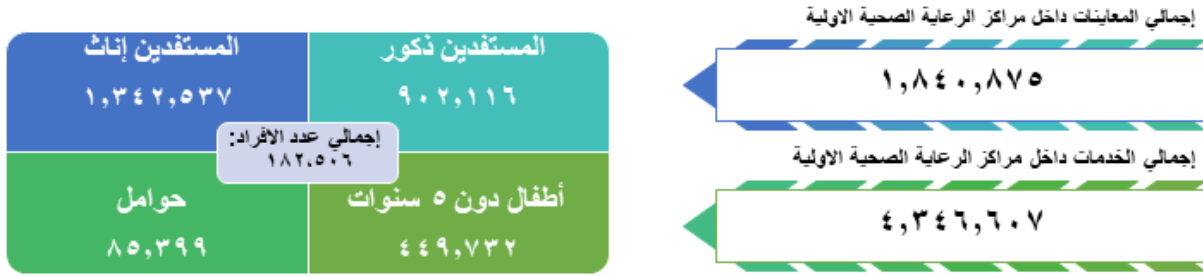 إجمالي المعاينات داخل مراكز الرعاية الصحية الاولية
١,٨٤٠,٨٧٥
إجمالي الخدمات داخل مراكز الرعاية الصحية الاولية
٤,٣٤٦,٦٠٧
المستفدين ذكور
٩٠٢,١١٦
المستفدين إناث
١,٣٤٢,٥٣٧
إجمالي عدد الافراد:
١٨٢،٥٠٦
أطفال دون ٥ سنوات
٤٤٩,٧٣٢
حوامل
٨٥,٣٩٩